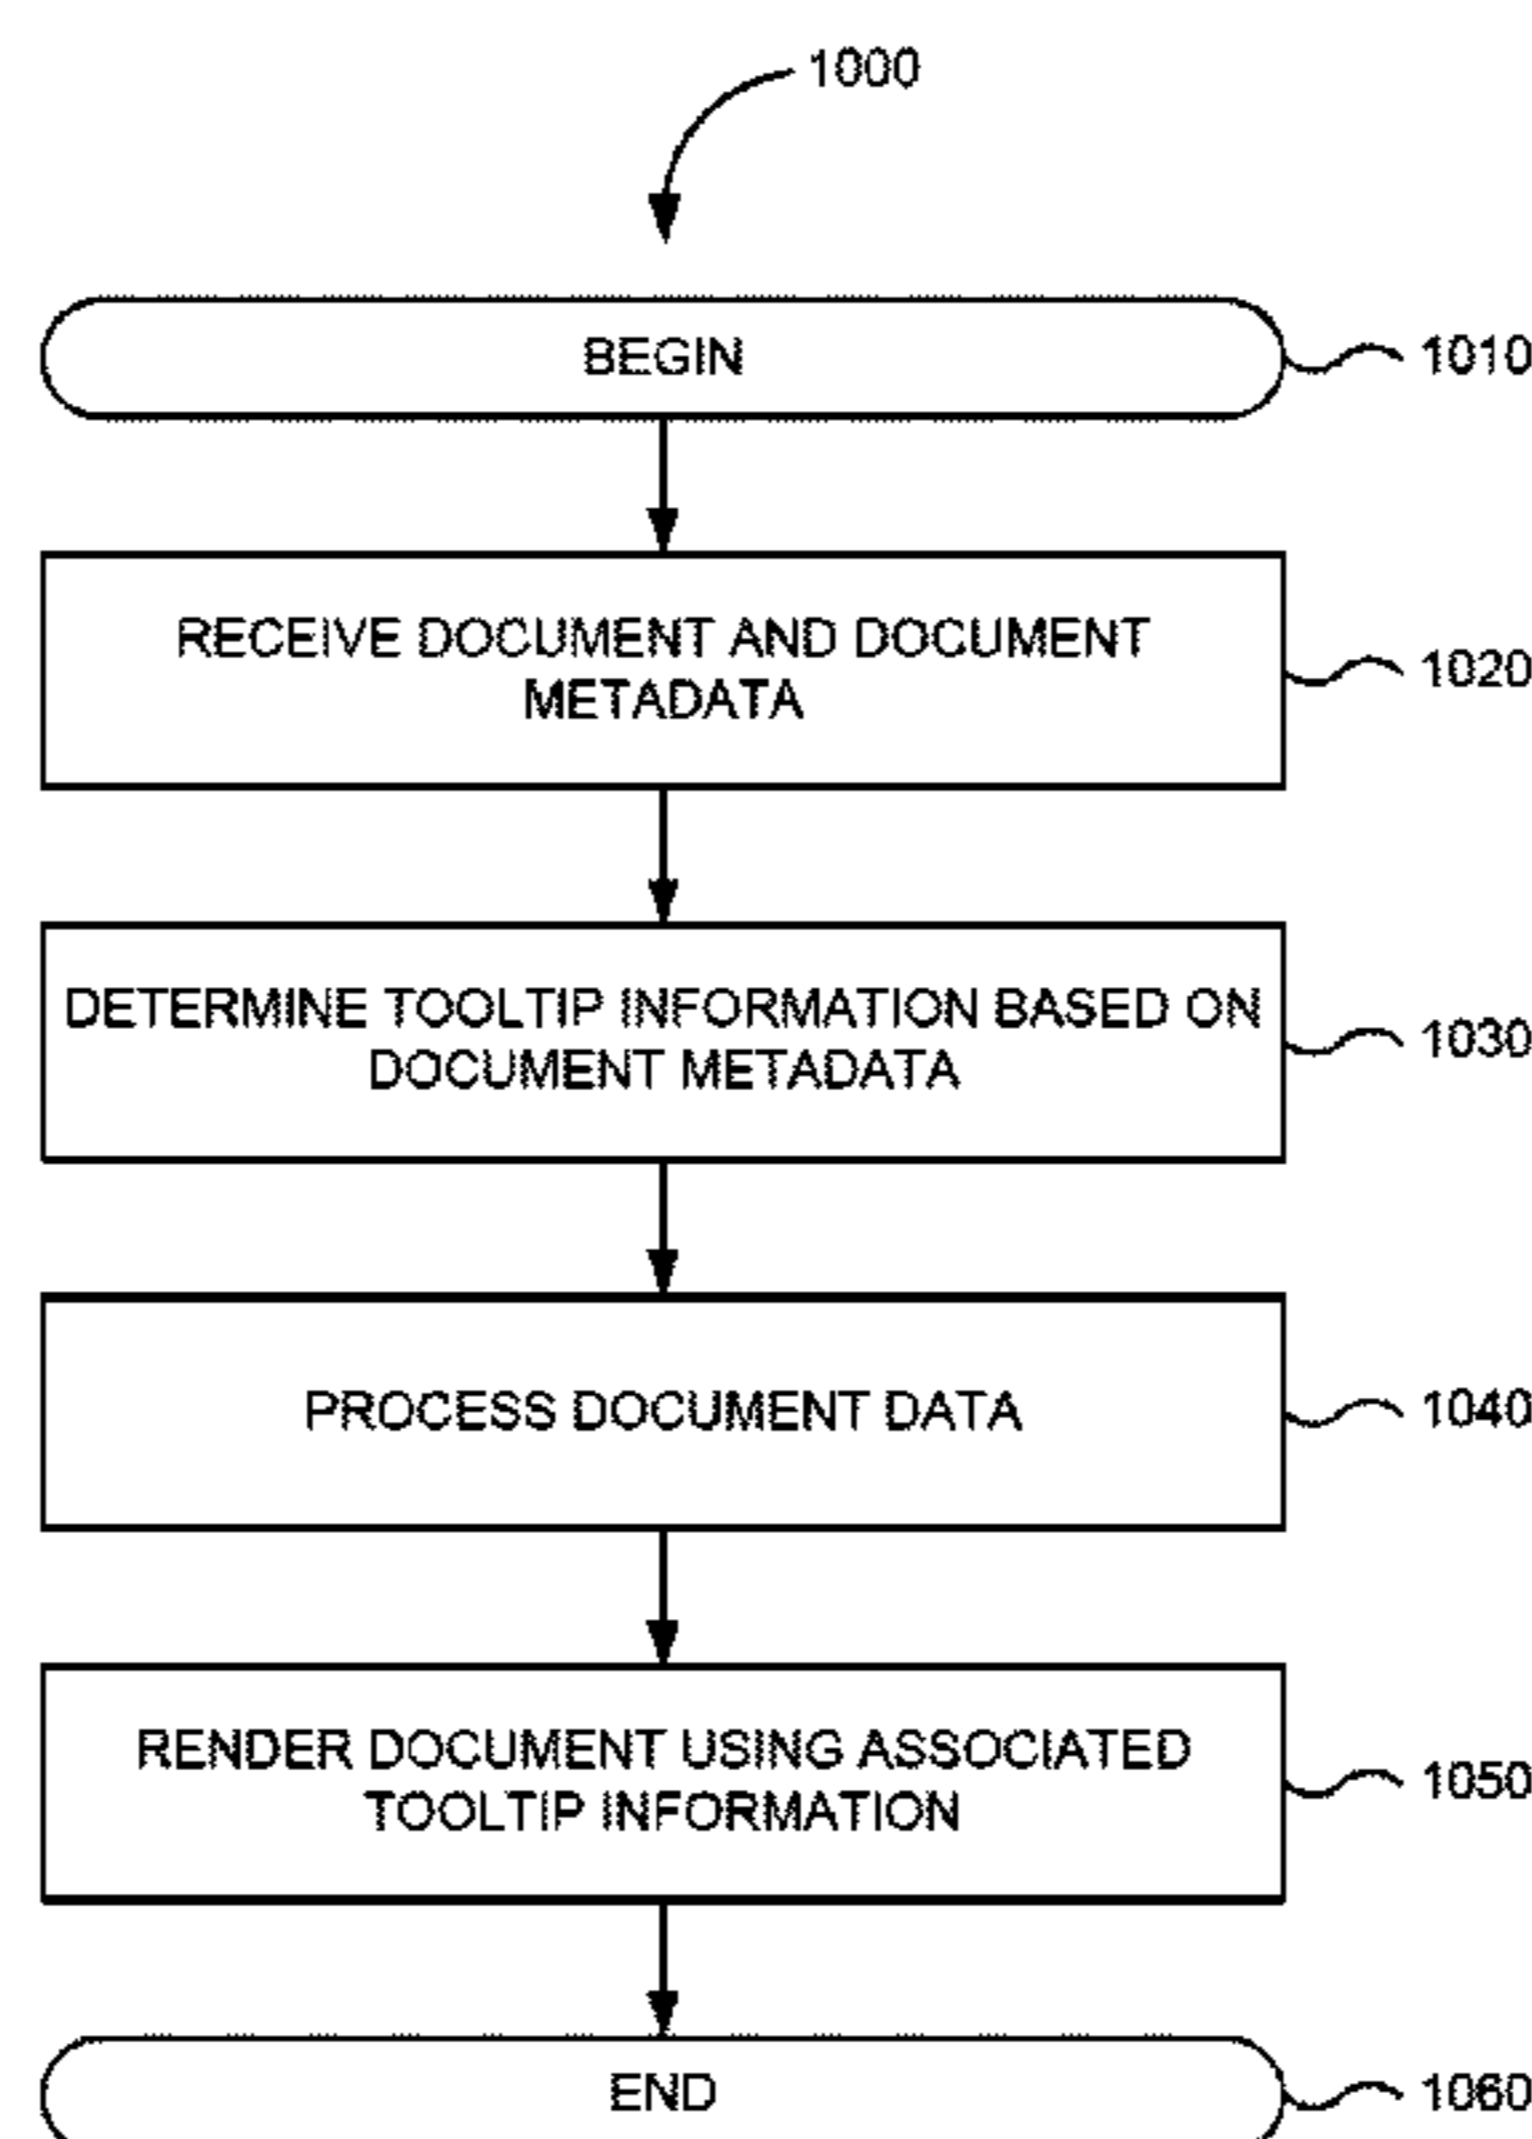 1000
BEGIN
1010
RECEIVE DOCUMENT AND DOCUMENT
METADATA
1020
DETERMINE TOOLTIP INFORMATION BASED ON
DOCUMENT METADATA
1030
PROCESS DOCUMENT DATA
1040
RENDER DOCUMENT USING ASSOCIATED
TOOLTIP INFORMATION
1050
END
1060